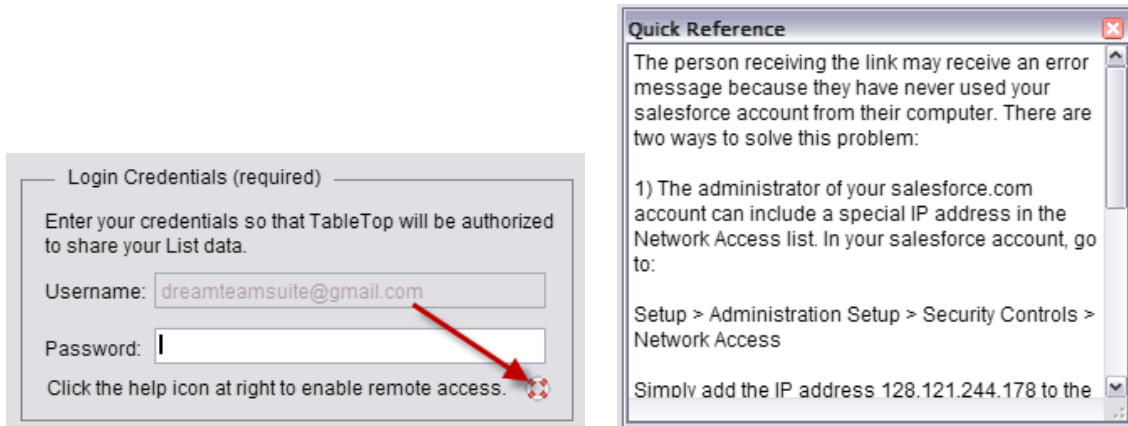 Login Credentials (required)
Enter your credentials so that TableTop will be authorized
to share your List data.
Username: dreamteamsuite@gmail.com
Password:
Click the help icon at right to enable remote access.
Quick Reference
The person receiving the link may receive an error
message because they have never used your
salesforce account from their computer. There are
two ways to solve this problem:
1) The administrator of your salesforce.com
account can include a special IP address in the
Network Access list. In your salesforce account, go
to:
Setup > Administration Setup > Security Controls >
Network Access
Simply add the IP address 128.121.244.178 to the